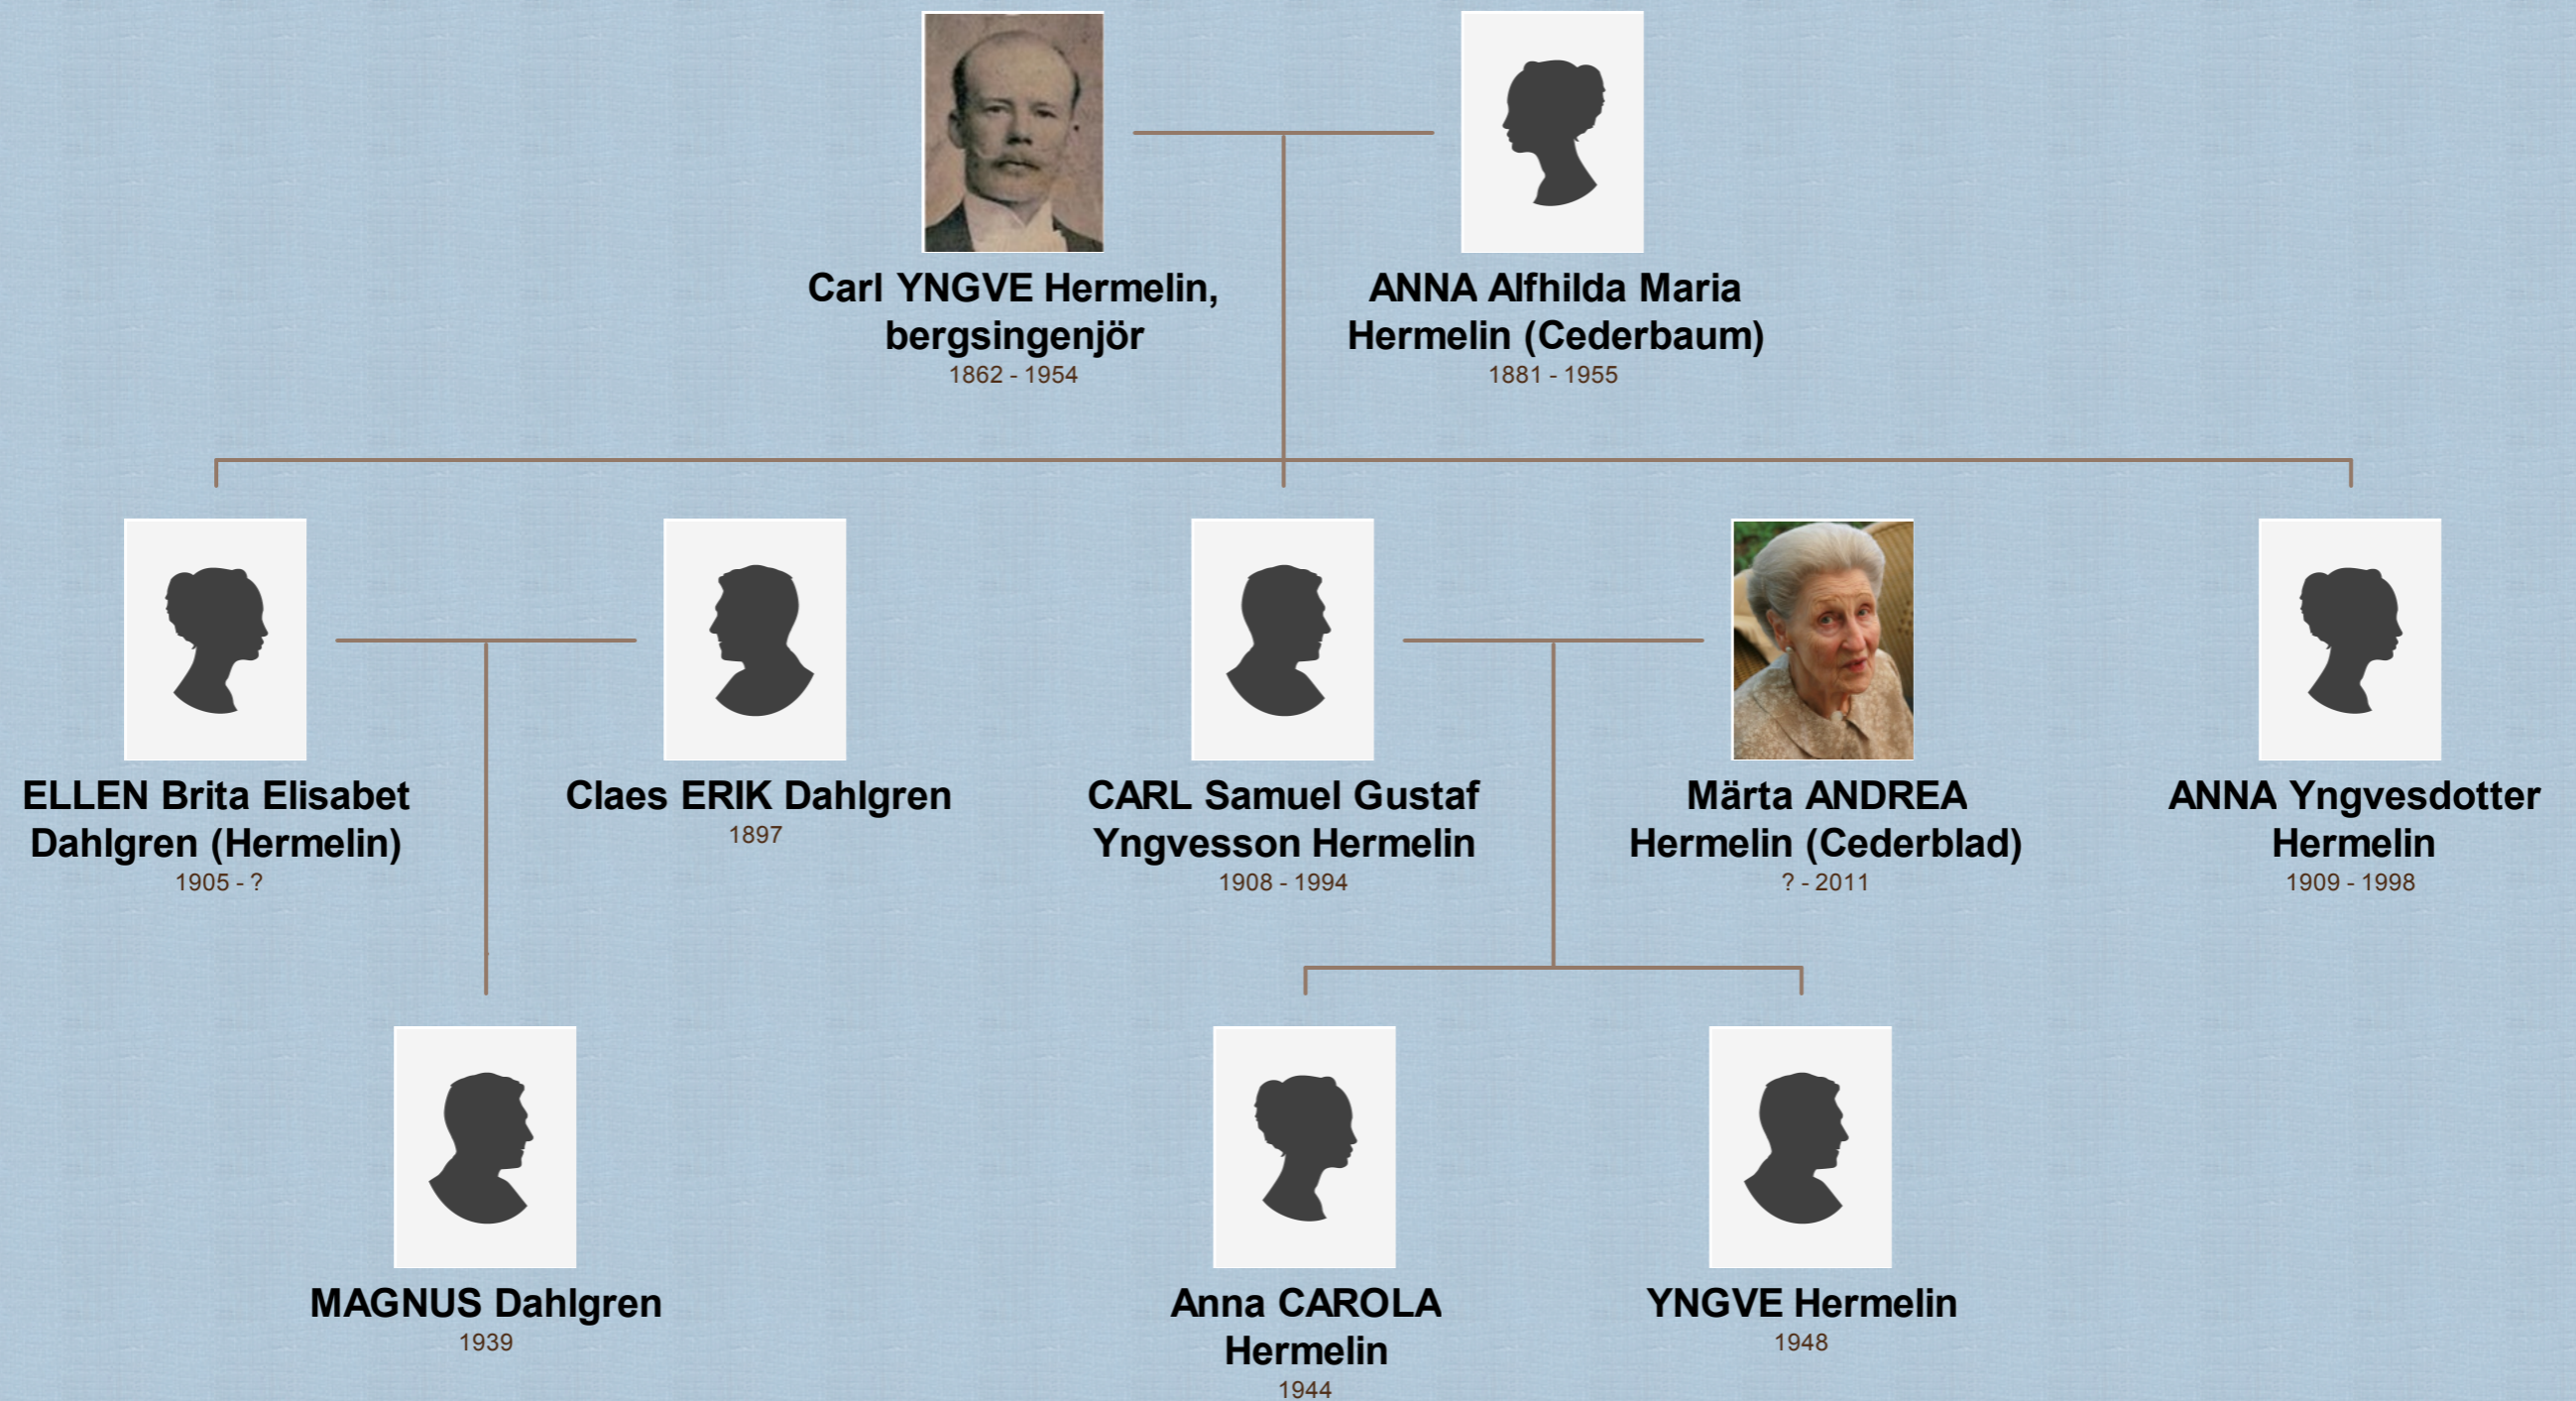 Carl YNGVE Hermelin,
bergsingenjör
1862 - 1954
ANNA Alfhilda Maria
Hermelin (Cederbaum)
1881 - 1955
ELLEN Brita Elisabet
Dahlgren (Hermelin)
1905 - ?
Claes ERIK Dahlgren
1897
CARL Samuel Gustaf
Yngvesson Hermelin
1908 - 1994
Märta ANDREA
Hermelin (Cederblad)
? - 2011
ANNA Yngvesdotter
Hermelin
1909 - 1998
MAGNUS Dahlgren
1939
Anna CAROLA
Hermelin
1944
YNGVE Hermelin
1948